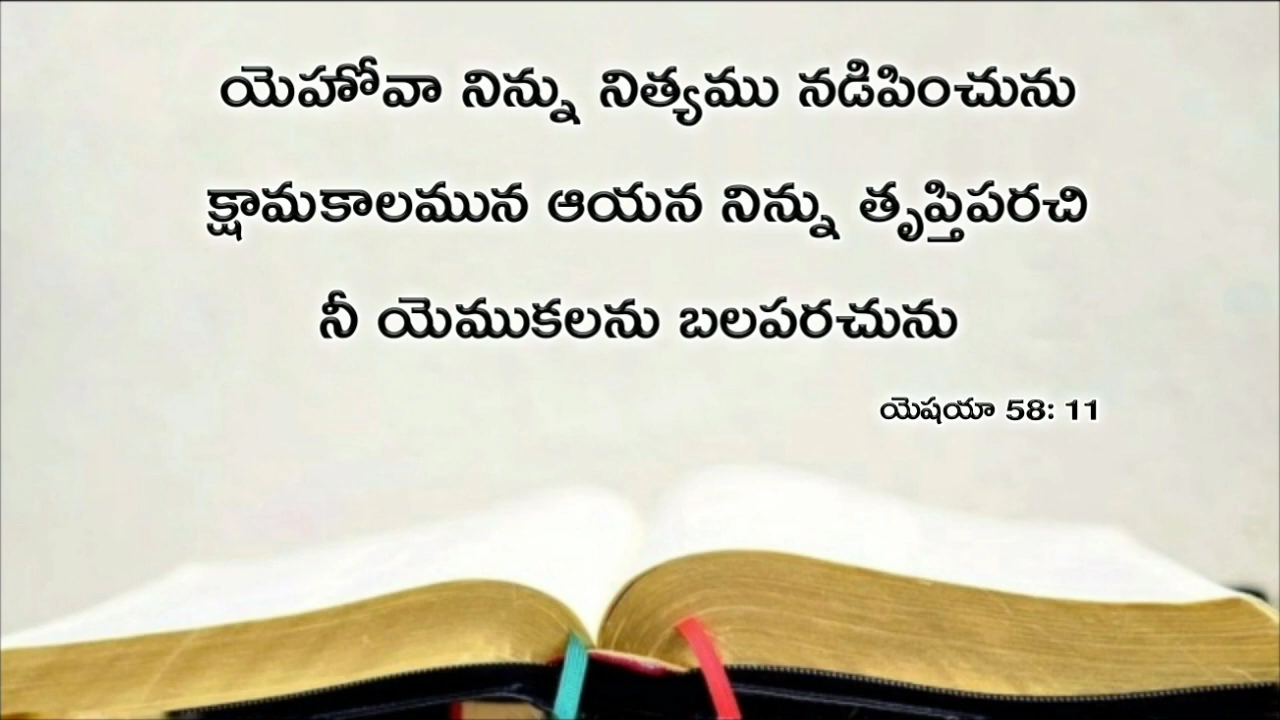 యెహోవా నిన్ను నిత్యము నడిపించును
క్షామకాలమున ఆయన నిన్ను తృప్తిపరచి
నీ యెముకలను బలపరచును
యెషయా 58: 11